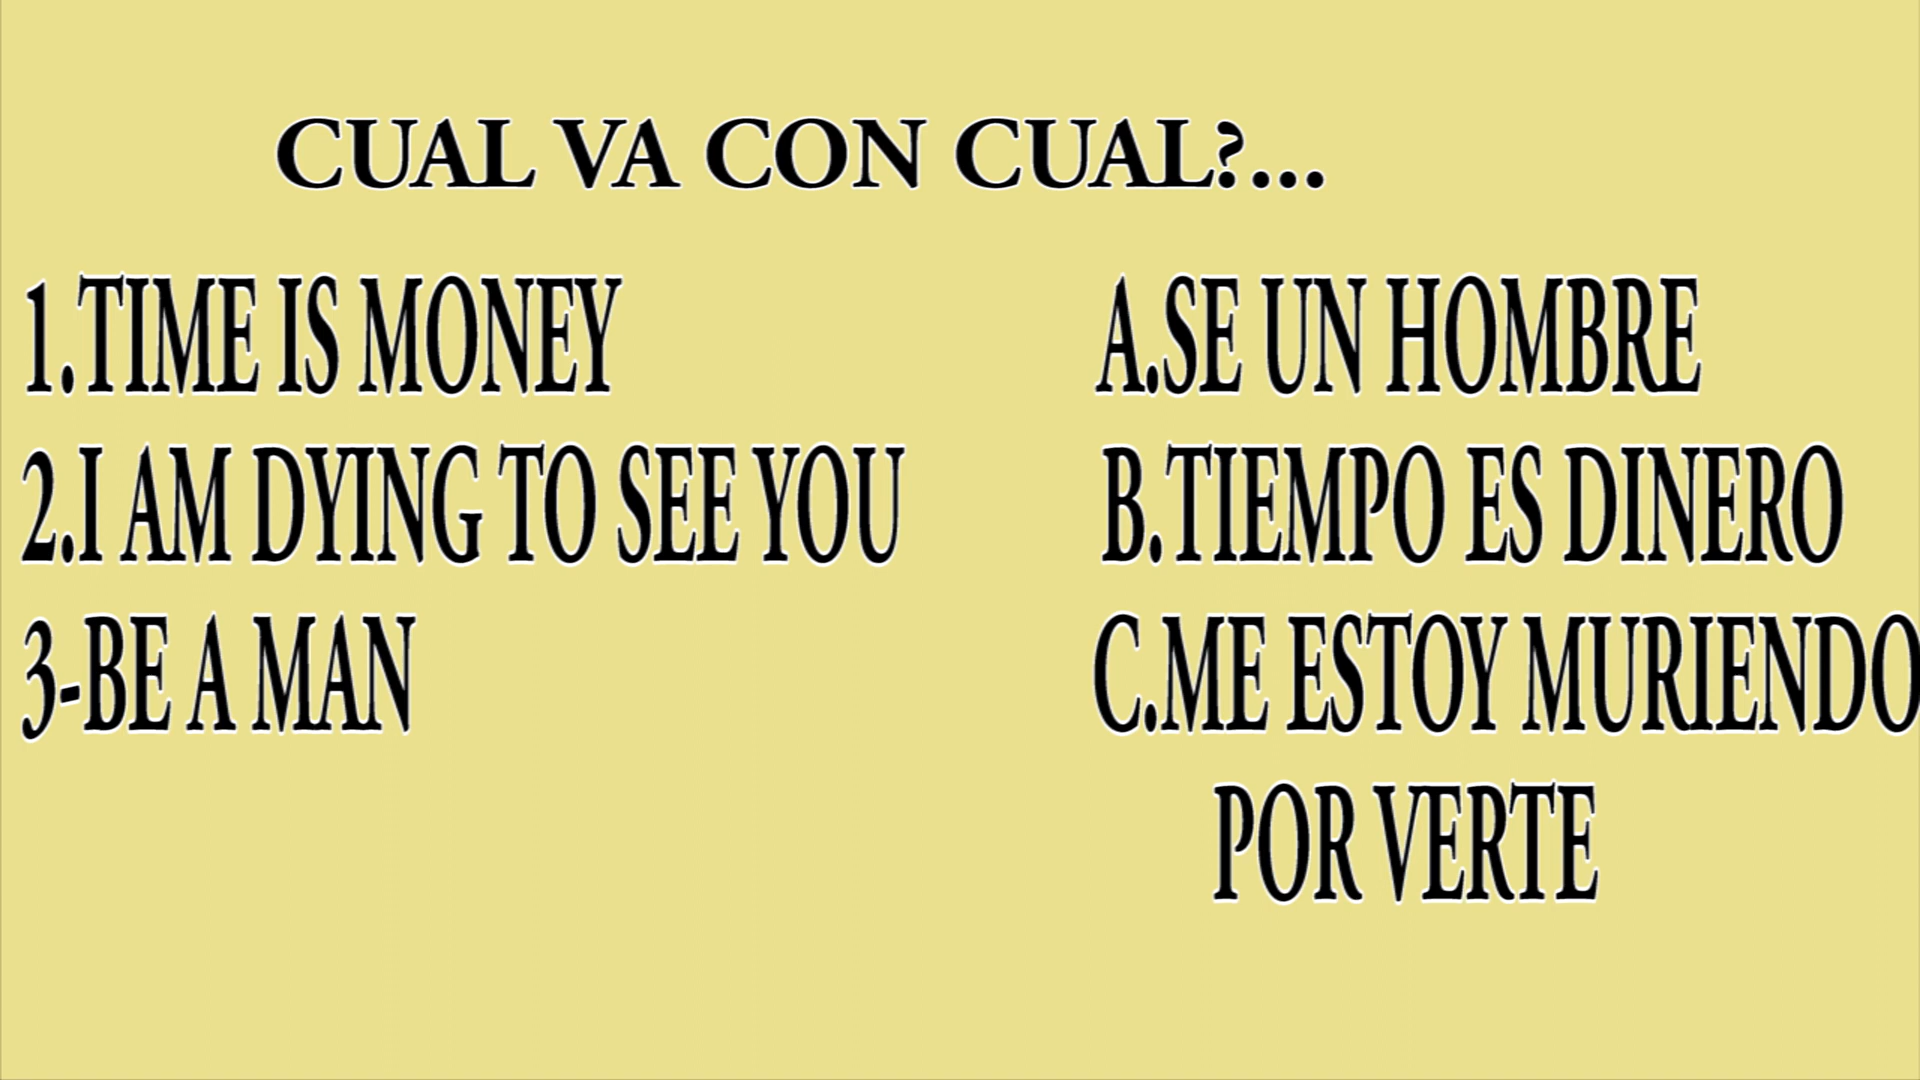 CUAL VA CON CUAL?...
1.TIME IS MONEY
A.SE UN HOMBRE
2.I AM DYING TO SEE YOU
B.TIEMPO ES DINERO
3-BE A MAN
C.ME ESTOY MURIENDO
POR VERTE